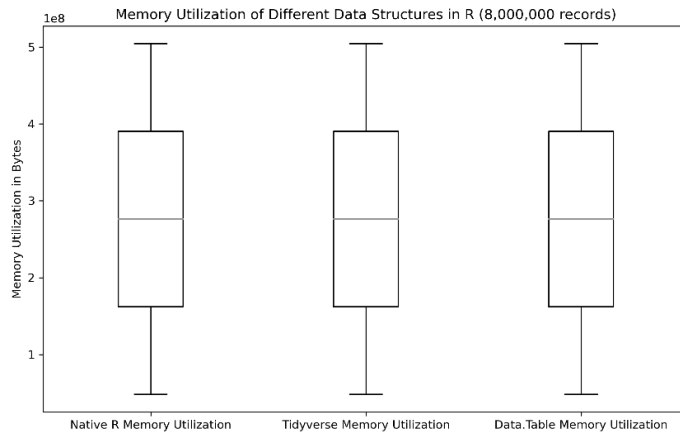 Memory Utilization of Different Data Structures in R (8,000,000 records)
1e8
5
4
3
2
1
Memory Utilization in Bytes
Native R Memory Utilization
Tidyverse Memory Utilization
Data.Table Memory Utilization